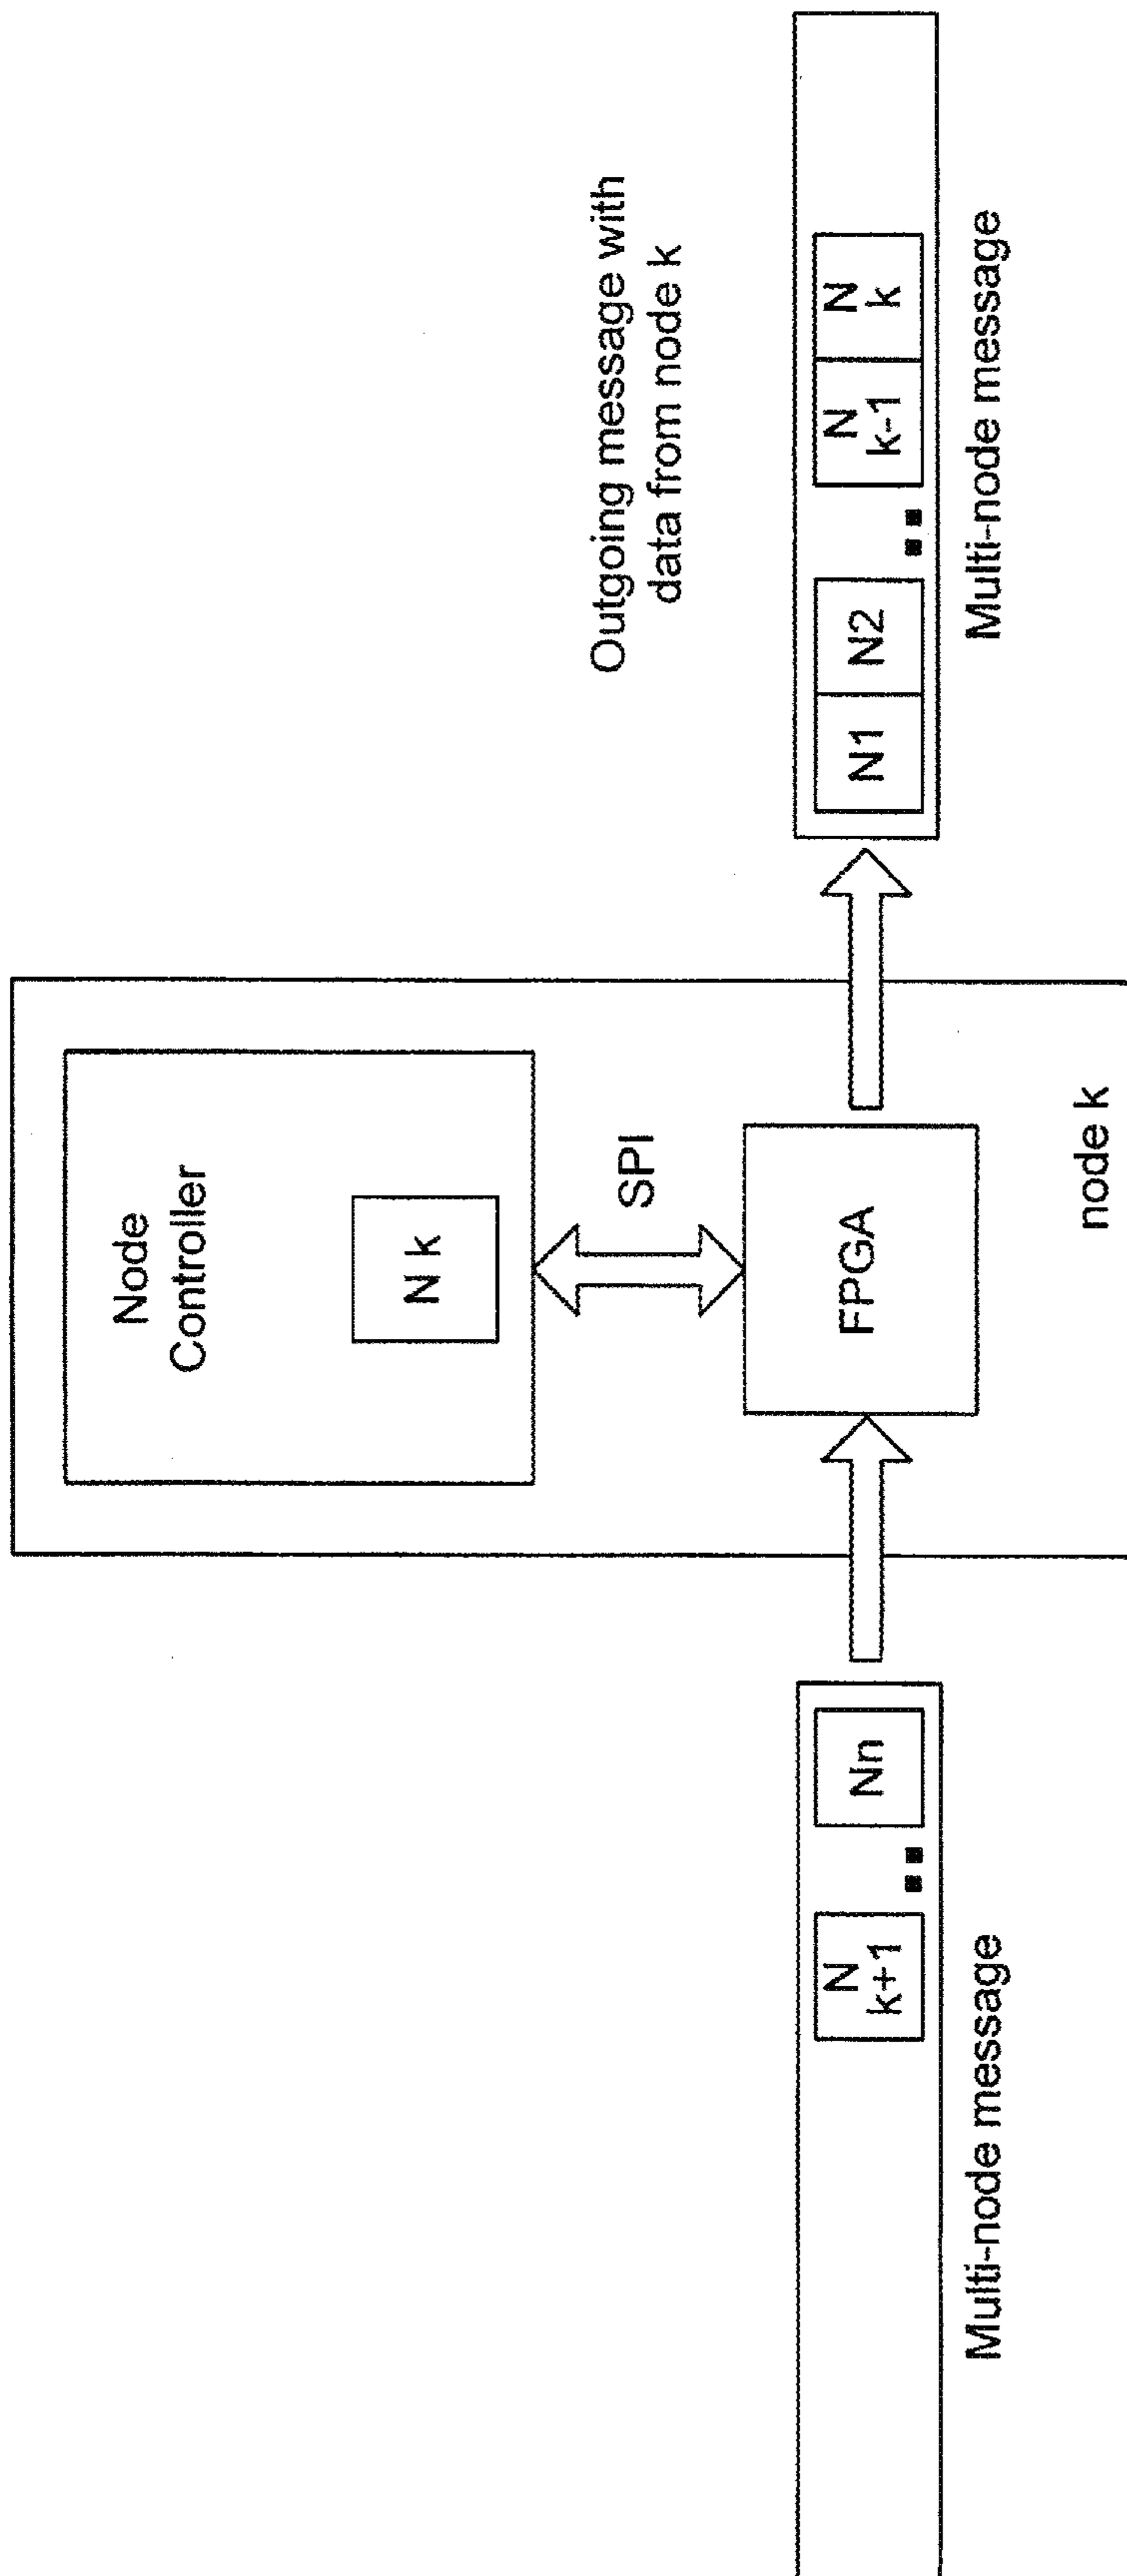 Node
Controller
N k
SPI
FPGA
node k
N
k+1
Nn
Multi-node message
Outgoing message with
data from node k
N1
N2
N
k-1
N
k
Multi-node message